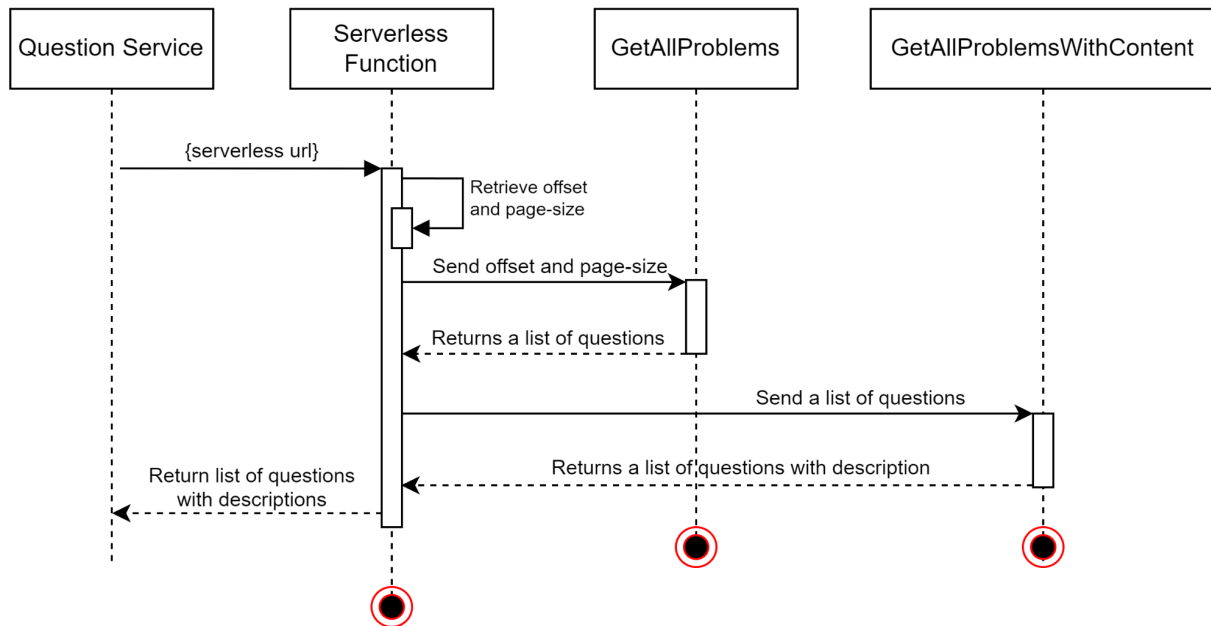 Question Service
Serverless
Function
GetAllProblems
GetAllProblemsWithContent
{serverless url}
Retrieve offset
and page-size
Send offset and page-size
Returns a list of questions
Send a list of questions
Returns a list of questions with description
Return list of questions
with descriptions